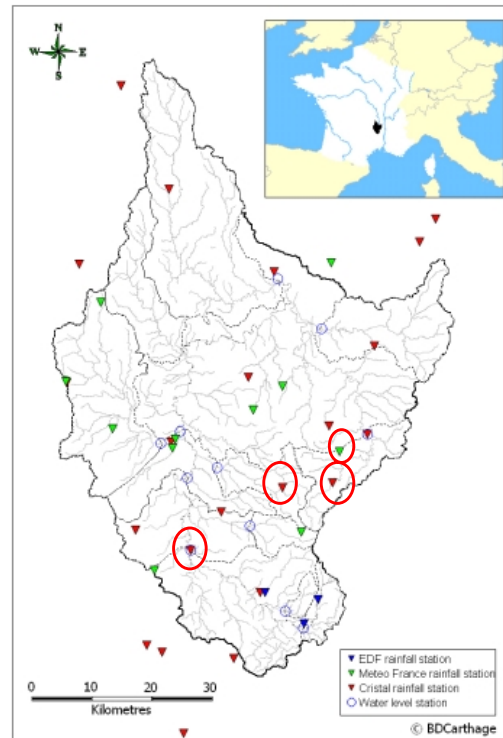 N
W E
S
EDF rainfall station
Meteo France rainfall station
Cristal rainfall station
Water level station
0 10 20 30
Kilometres
© BDCarthage